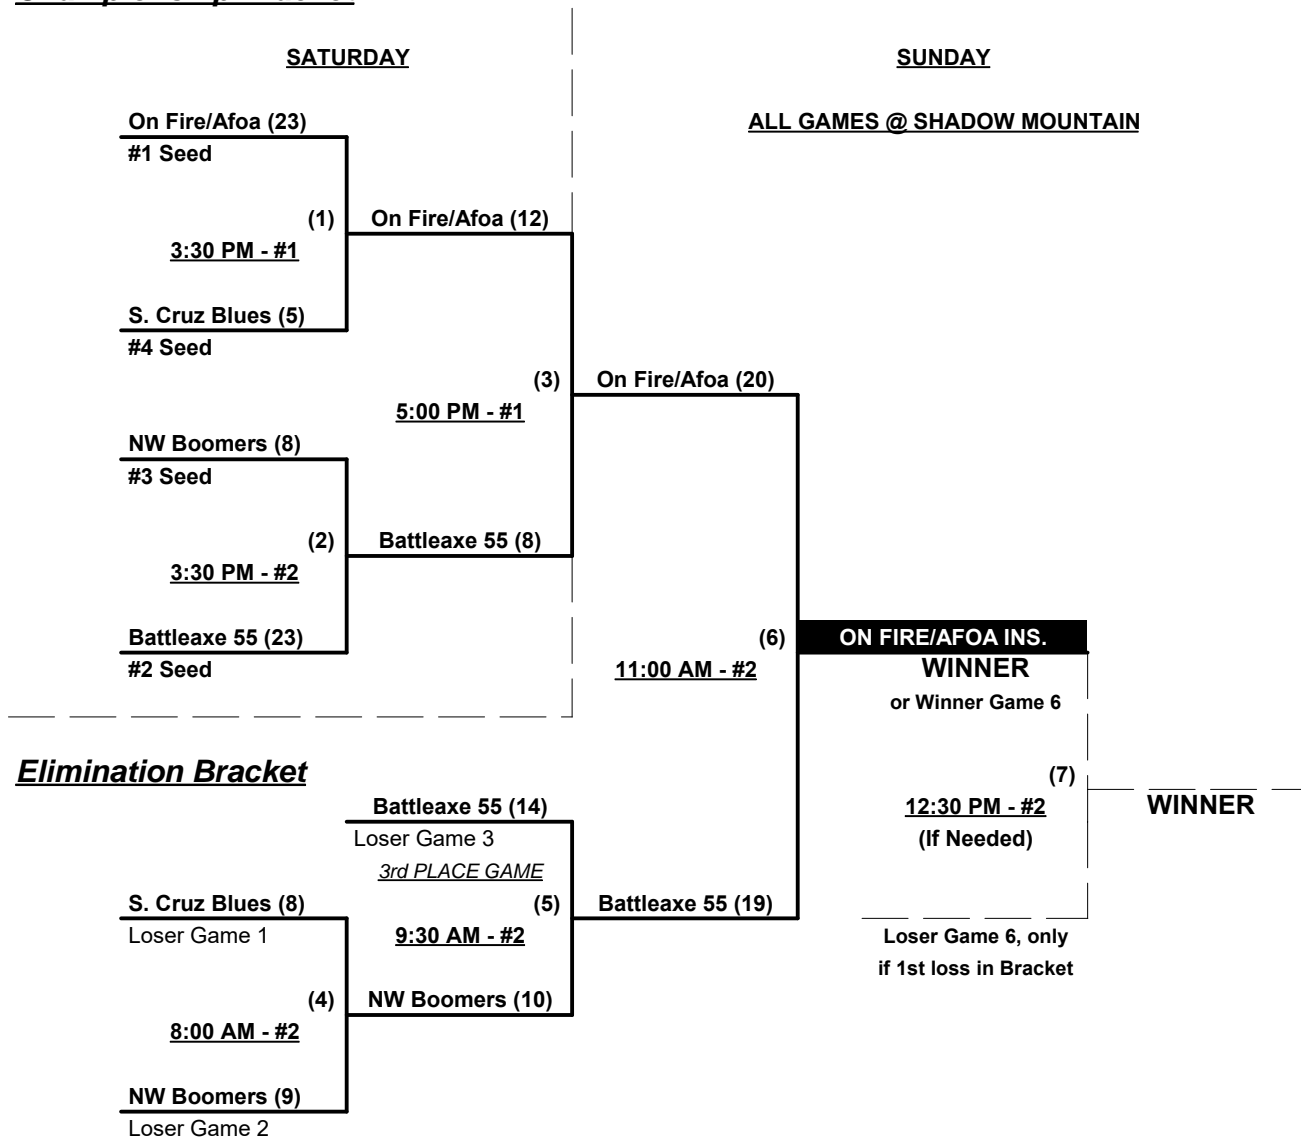 SATURDAY
SUNDAY
On Fire/Afoa (23)
ALL GAMES @ SHADOW MOUNTAIN
#1 Seed
(1)
On Fire/Afoa (12)
3:30 PM - #1
S. Cruz Blues (5)
#4 Seed
(3)
On Fire/Afoa (20)
5:00 PM - #1
NW Boomers (8)
#3 Seed
(2)
Battleaxe 55 (8)
3:30 PM - #2
Battleaxe 55 (23)
(6)
ON FIRE/AFOA INS.
#2 Seed
11:00 AM - #2
WINNER
or Winner Game 6
Elimination Bracket
(7)
Battleaxe 55 (14)
12:30 PM - #2
WINNER
Loser Game 3
(If Needed)
3rd PLACE GAME
S. Cruz Blues (8)
(5)
Battleaxe 55 (19)
Loser Game 1
9:30 AM - #2
Loser Game 6, only
if 1st loss in Bracket
(4)
NW Boomers (10)
8:00 AM - #2
NW Boomers (9)
Loser Game 2